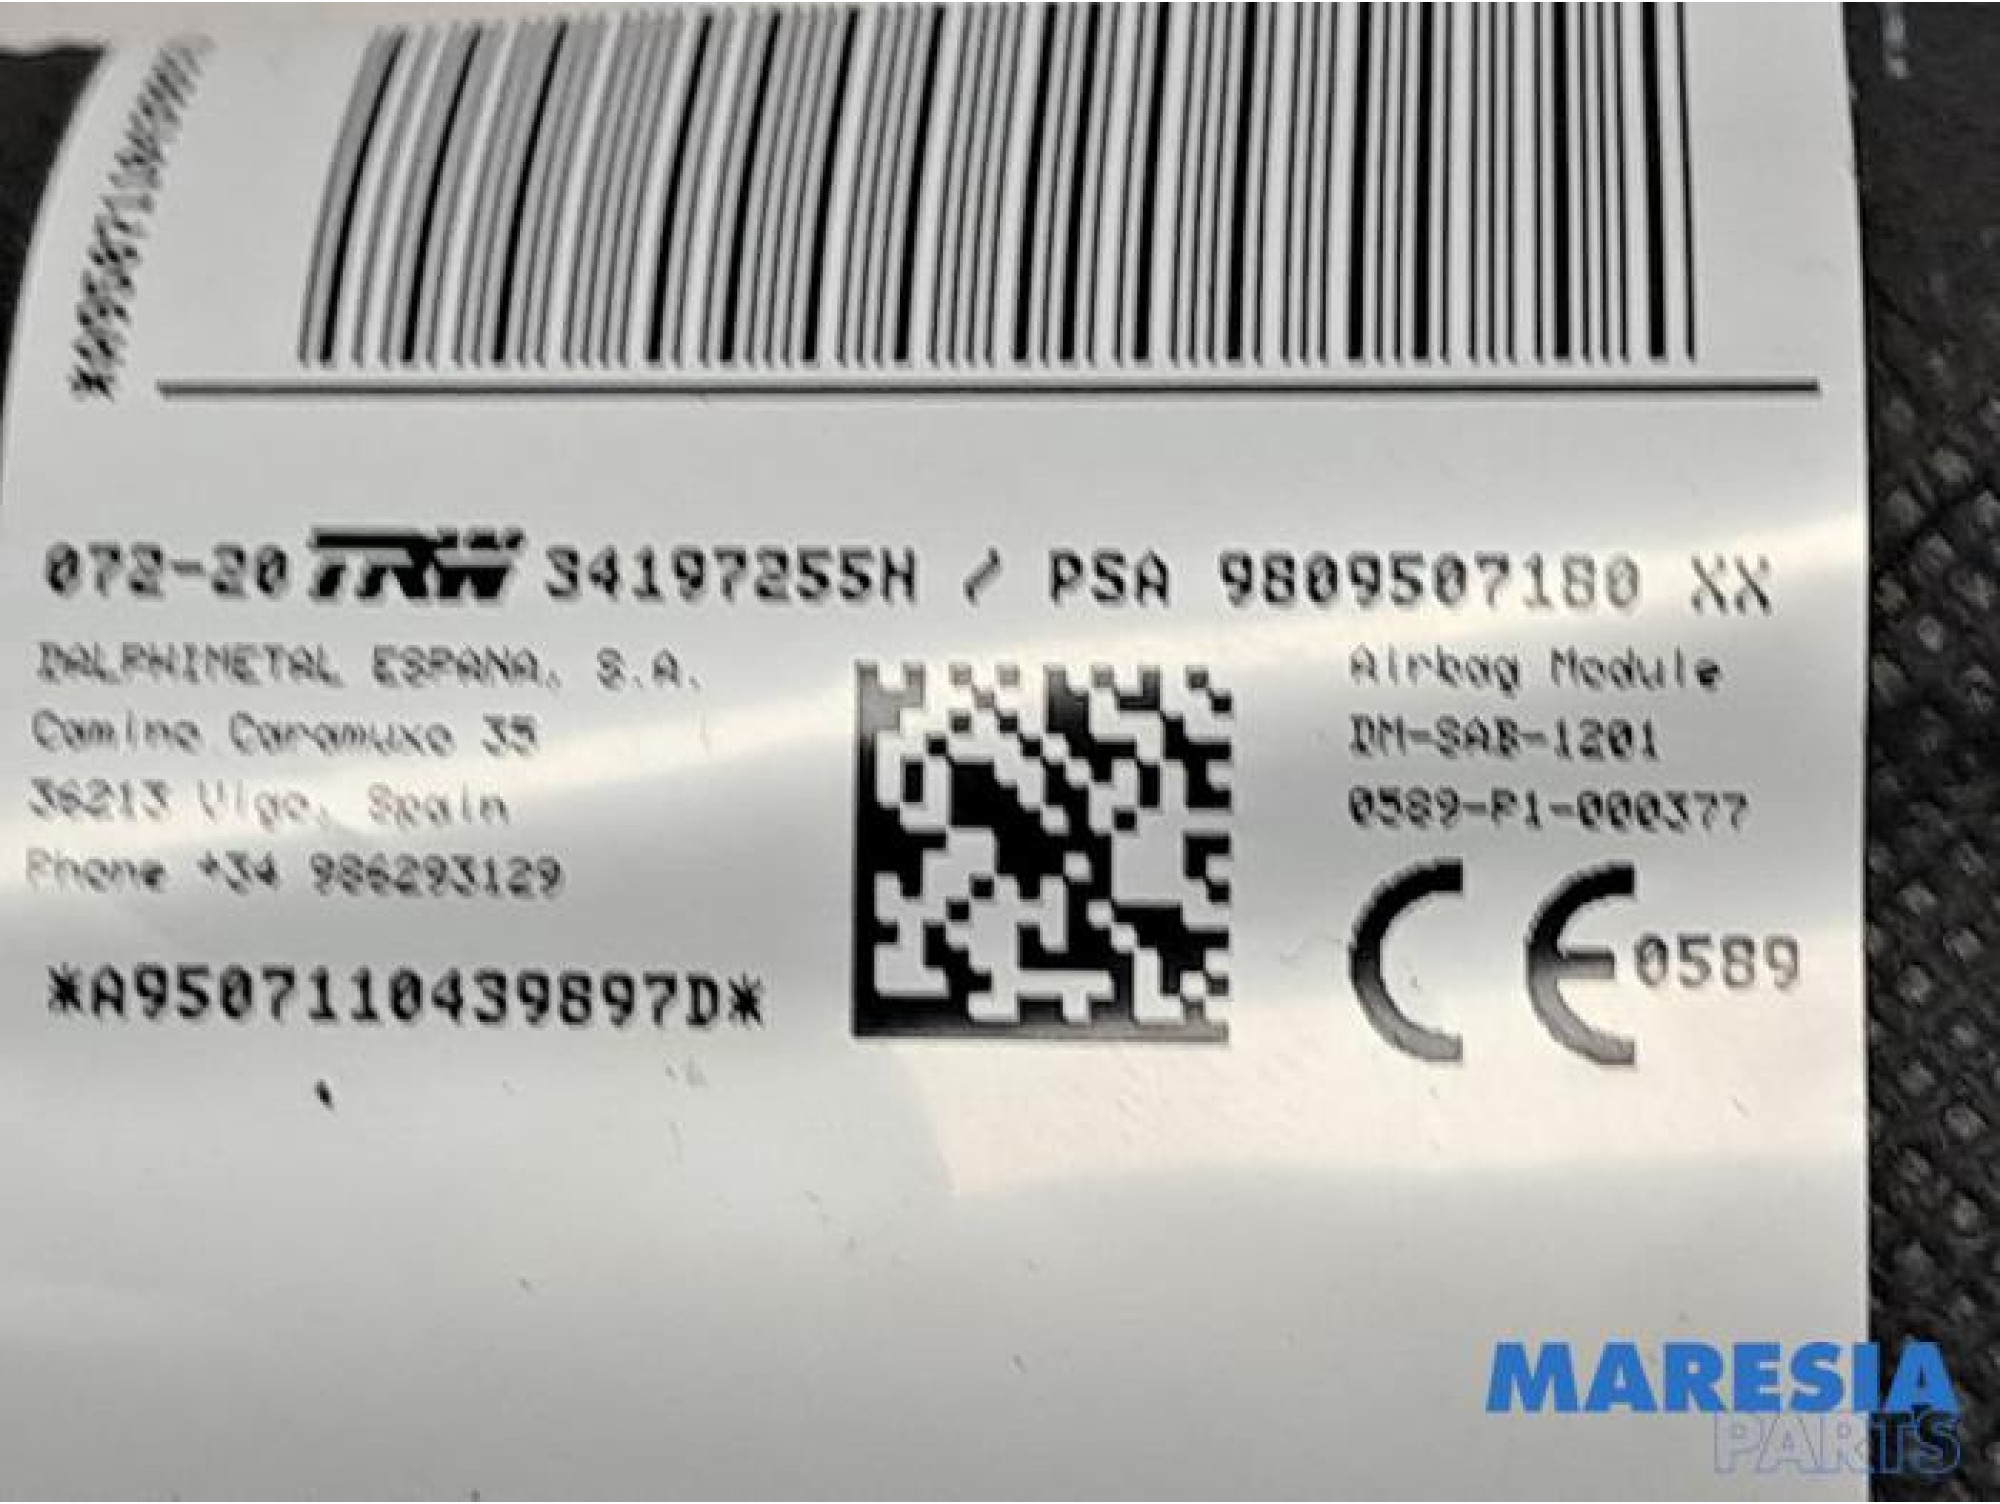 072-20 TRW 34197255H / PSA 9809507180 XX
DALPHIMETAL ESPANA, S.A.
Camino Caramuxo 35
36213 Vigo, Spain
Phone +34 986293129
*A9507110439897D*
Airbag Module
DM-SAB-1201
0589-P1-000377
CE 0589
MARESIA
PARTS